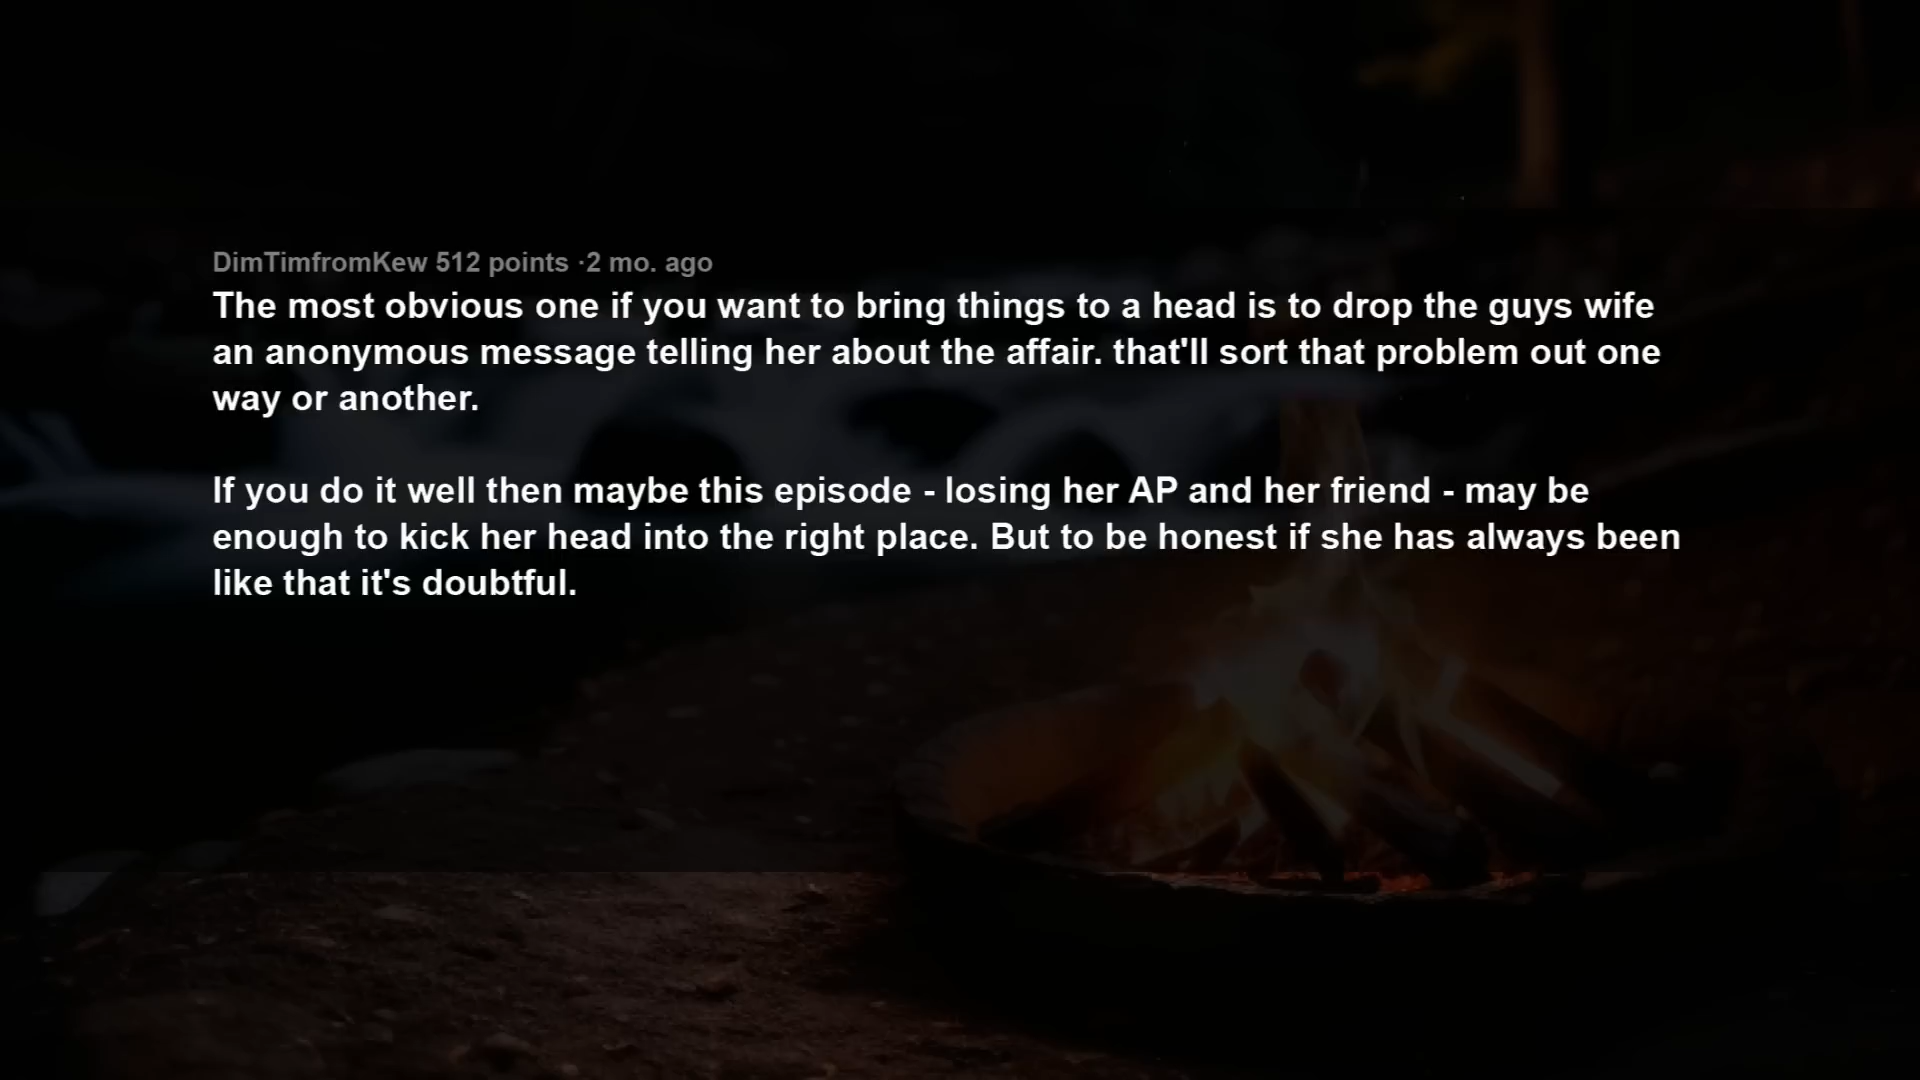 DimTimfromKew 512 points ·2 mo. ago
The most obvious one if you want to bring things to a head is to drop the guys wife
an anonymous message telling her about the affair. that'll sort that problem out one
way or another.
If you do it well then maybe this episode - losing her AP and her friend - may be
enough to kick her head into the right place. But to be honest if she has always been
like that it's doubtful.